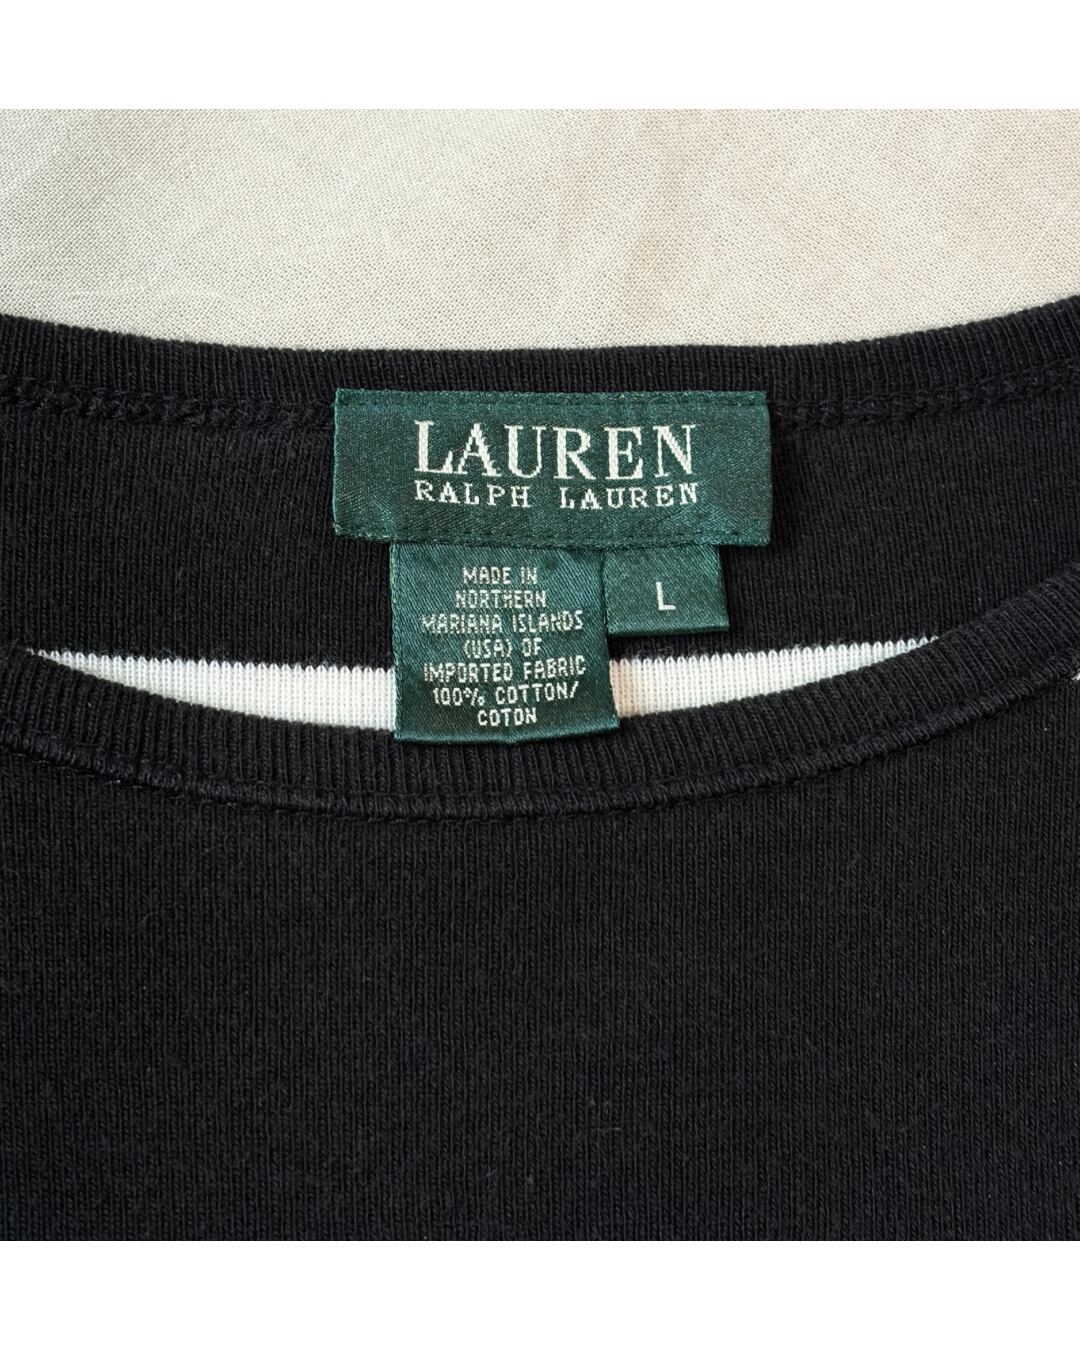 LAUREN
RALPH LAUREN
MADE IN
NORTHERN
MARIANA ISLANDS
(USA) OF
IMPORTED FABRIC
100% COTTON/
COTON
L